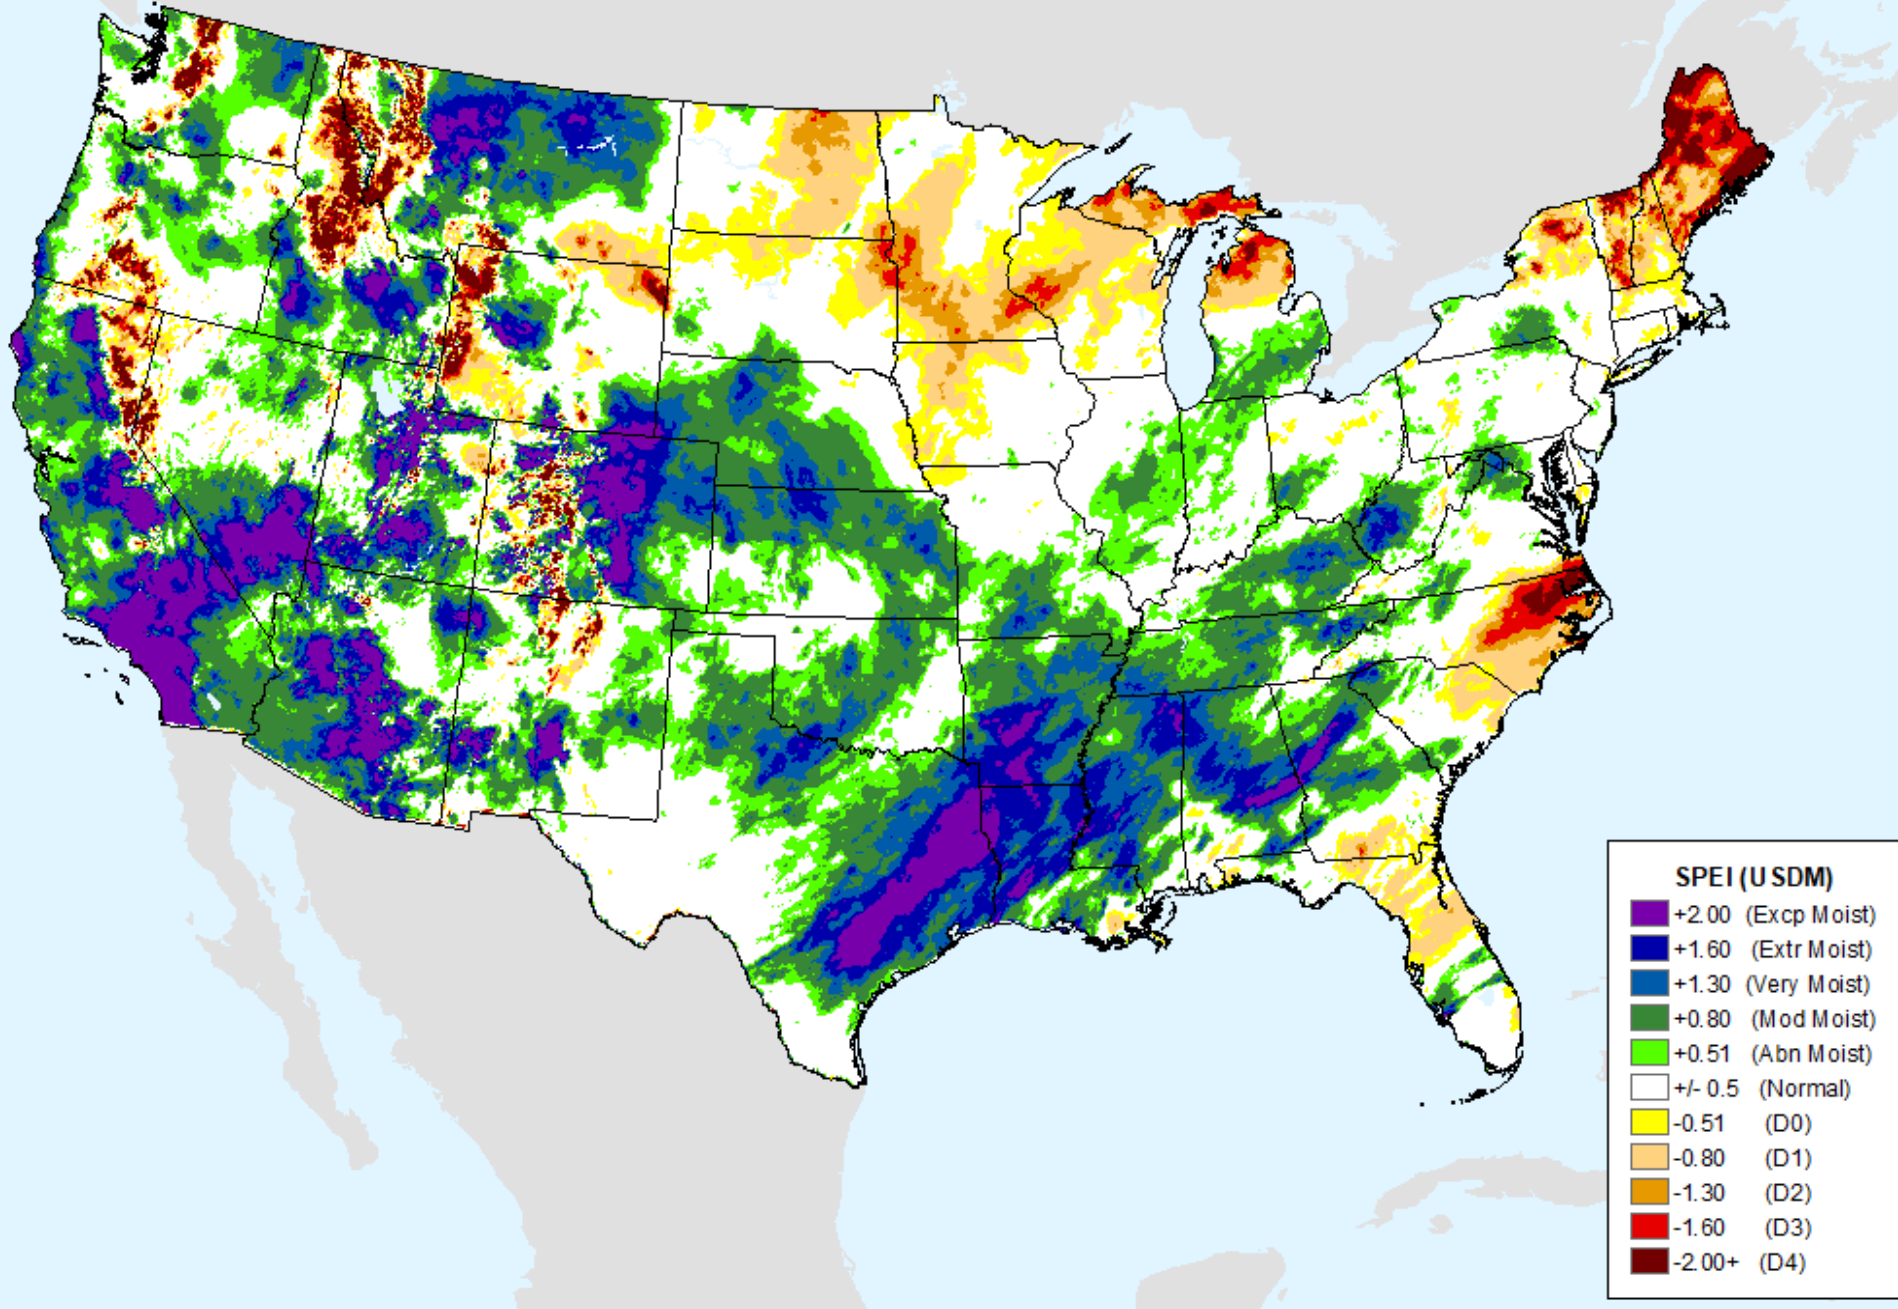 SPEI (USDM)
+2.00 (Excp Moist)
+1.60 (Extr Moist)
+1.30 (Very Moist)
+0.80 (Mod Moist)
+0.51 (Abn Moist)
+/- 0.5 (Normal)
-0.51 (D0)
-0.80 (D1)
-1.30 (D2)
-1.60 (D3)
-2.00+ (D4)